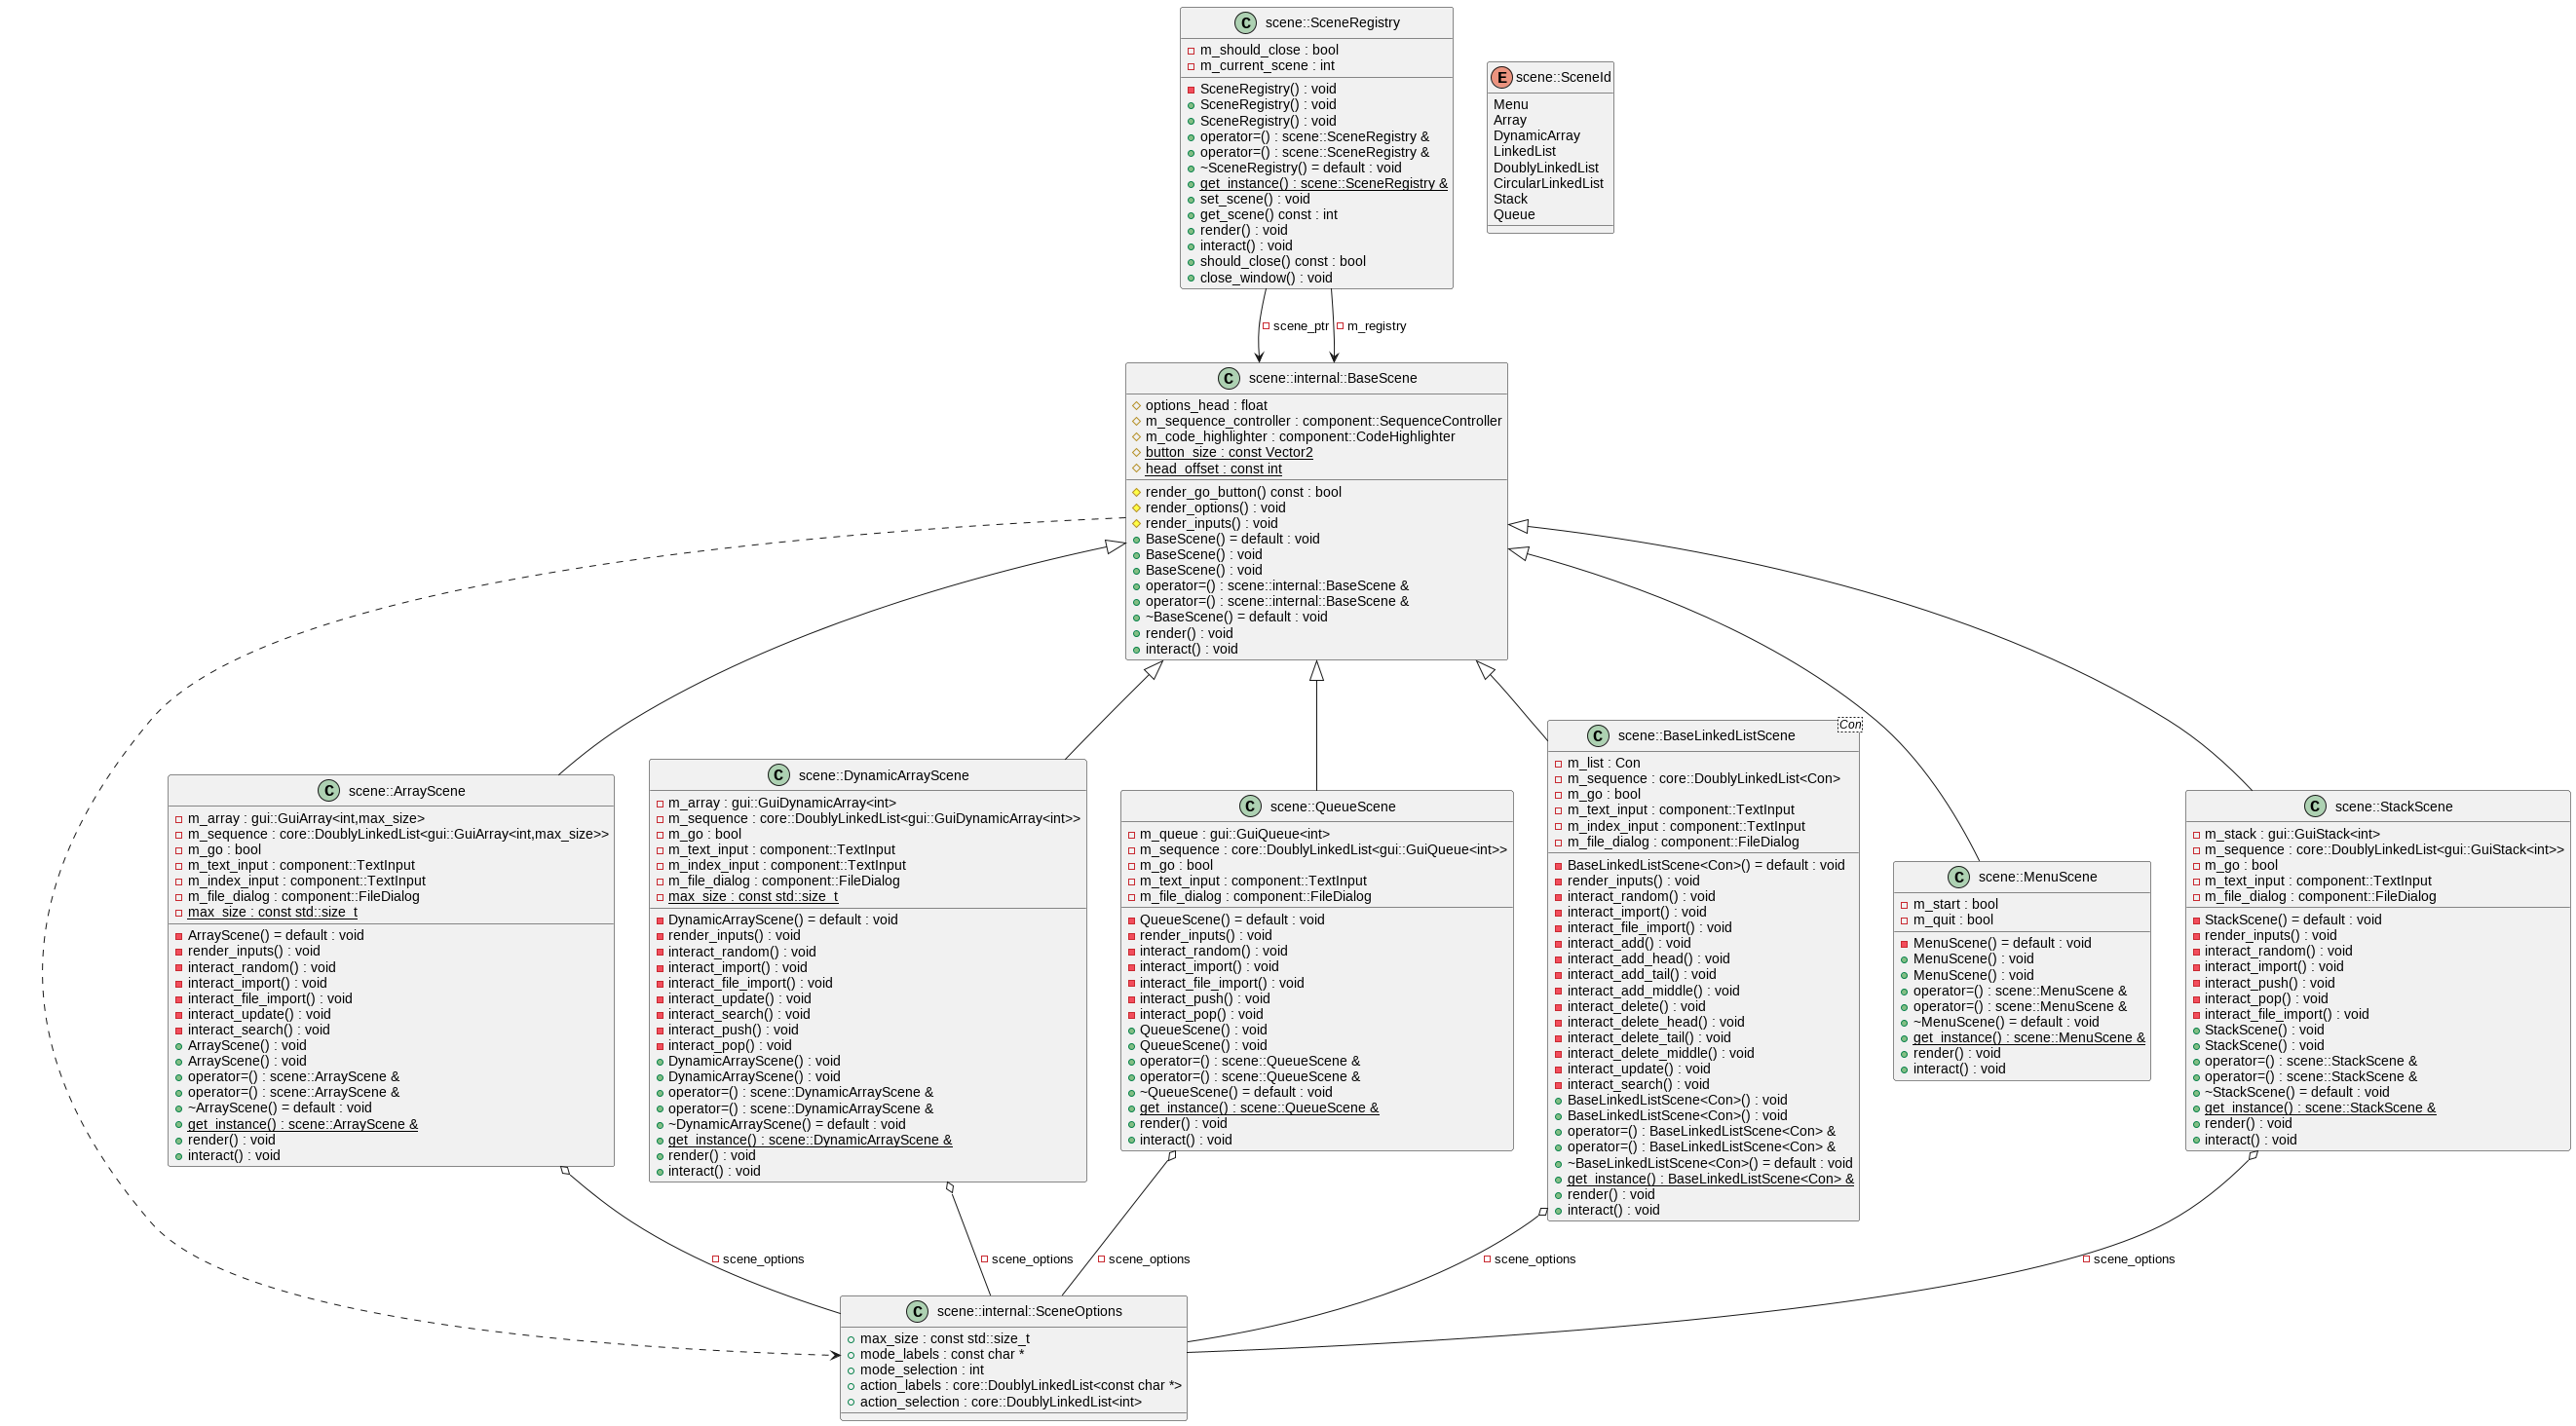 C scene::SceneRegistry
m_should_close : bool
m_current_scene : int
SceneRegistry() : void
SceneRegistry() : void
SceneRegistry() : void
operator=() : scene::SceneRegistry &
operator=() : scene::SceneRegistry &
~SceneRegistry() = default : void
get_instance() : scene::SceneRegistry &
set_scene() : void
get_scene() const : int
render() : void
interact() : void
should_close() const : bool
close_window() : void
E scene::SceneId
Menu
Array
DynamicArray
LinkedList
DoublyLinkedList
CircularLinkedList
Stack
Queue
scene_ptr
m_registry
C scene::internal::BaseScene
options_head : float
m_sequence_controller : component::SequenceController
m_code_highlighter : component::CodeHighlighter
button_size : const Vector2
head_offset : const int
render_go_button() const : bool
render_options() : void
render_inputs() : void
BaseScene() = default : void
BaseScene() : void
BaseScene() : void
operator=() : scene::internal::BaseScene &
operator=() : scene::internal::BaseScene &
~BaseScene() = default : void
render() : void
interact() : void
C scene::ArrayScene
m_array : gui::GuiArray<int,max_size>
m_sequence : core::DoublyLinkedList<gui::GuiArray<int,max_size>>
m_go : bool
m_text_input : component::TextInput
m_index_input : component::TextInput
m_file_dialog : component::FileDialog
max_size : const std::size_t
ArrayScene() = default : void
render_inputs() : void
interact_random() : void
interact_import() : void
interact_file_import() : void
interact_update() : void
interact_search() : void
ArrayScene() : void
ArrayScene() : void
operator=() : scene::ArrayScene &
operator=() : scene::ArrayScene &
~ArrayScene() = default : void
get_instance() : scene::ArrayScene &
render() : void
interact() : void
C scene::DynamicArrayScene
m_array : gui::GuiDynamicArray<int>
m_sequence : core::DoublyLinkedList<gui::GuiDynamicArray<int>>
m_go : bool
m_text_input : component::TextInput
m_index_input : component::TextInput
m_file_dialog : component::FileDialog
max_size : const std::size_t
DynamicArrayScene() = default : void
render_inputs() : void
interact_random() : void
interact_import() : void
interact_file_import() : void
interact_update() : void
interact_search() : void
interact_push() : void
interact_pop() : void
DynamicArrayScene() : void
DynamicArrayScene() : void
operator=() : scene::DynamicArrayScene &
operator=() : scene::DynamicArrayScene &
~DynamicArrayScene() = default : void
get_instance() : scene::DynamicArrayScene &
render() : void
interact() : void
C scene::QueueScene
m_queue : gui::GuiQueue<int>
m_sequence : core::DoublyLinkedList<gui::GuiQueue<int>>
m_go : bool
m_text_input : component::TextInput
m_file_dialog : component::FileDialog
QueueScene() = default : void
render_inputs() : void
interact_random() : void
interact_import() : void
interact_file_import() : void
interact_push() : void
interact_pop() : void
QueueScene() : void
QueueScene() : void
operator=() : scene::QueueScene &
operator=() : scene::QueueScene &
~QueueScene() = default : void
get_instance() : scene::QueueScene &
render() : void
interact() : void
C scene::BaseLinkedListScene
Con
m_list : Con
m_sequence : core::DoublyLinkedList<Con>
m_go : bool
m_text_input : component::TextInput
m_index_input : component::TextInput
m_file_dialog : component::FileDialog
BaseLinkedListScene<Con>() = default : void
render_inputs() : void
interact_random() : void
interact_import() : void
interact_file_import() : void
interact_add() : void
interact_add_head() : void
interact_add_tail() : void
interact_add_middle() : void
interact_delete() : void
interact_delete_head() : void
interact_delete_tail() : void
interact_delete_middle() : void
interact_update() : void
interact_search() : void
BaseLinkedListScene<Con>() : void
BaseLinkedListScene<Con>() : void
operator=() : BaseLinkedListScene<Con> &
operator=() : BaseLinkedListScene<Con> &
~BaseLinkedListScene<Con>() = default : void
get_instance() : BaseLinkedListScene<Con> &
render() : void
interact() : void
C scene::MenuScene
m_start : bool
m_quit : bool
MenuScene() = default : void
MenuScene() : void
MenuScene() : void
operator=() : scene::MenuScene &
operator=() : scene::MenuScene &
~MenuScene() = default : void
get_instance() : scene::MenuScene &
render() : void
interact() : void
C scene::StackScene
m_stack : gui::GuiStack<int>
m_sequence : core::DoublyLinkedList<gui::GuiStack<int>>
m_go : bool
m_text_input : component::TextInput
m_file_dialog : component::FileDialog
StackScene() = default : void
render_inputs() : void
interact_random() : void
interact_import() : void
interact_push() : void
interact_pop() : void
interact_file_import() : void
StackScene() : void
StackScene() : void
operator=() : scene::StackScene &
operator=() : scene::StackScene &
~StackScene() = default : void
get_instance() : scene::StackScene &
render() : void
interact() : void
scene_options
scene_options
scene_options
scene_options
scene_options
C scene::internal::SceneOptions
max_size : const std::size_t
mode_labels : const char *
mode_selection : int
action_labels : core::DoublyLinkedList<const char *>
action_selection : core::DoublyLinkedList<int>